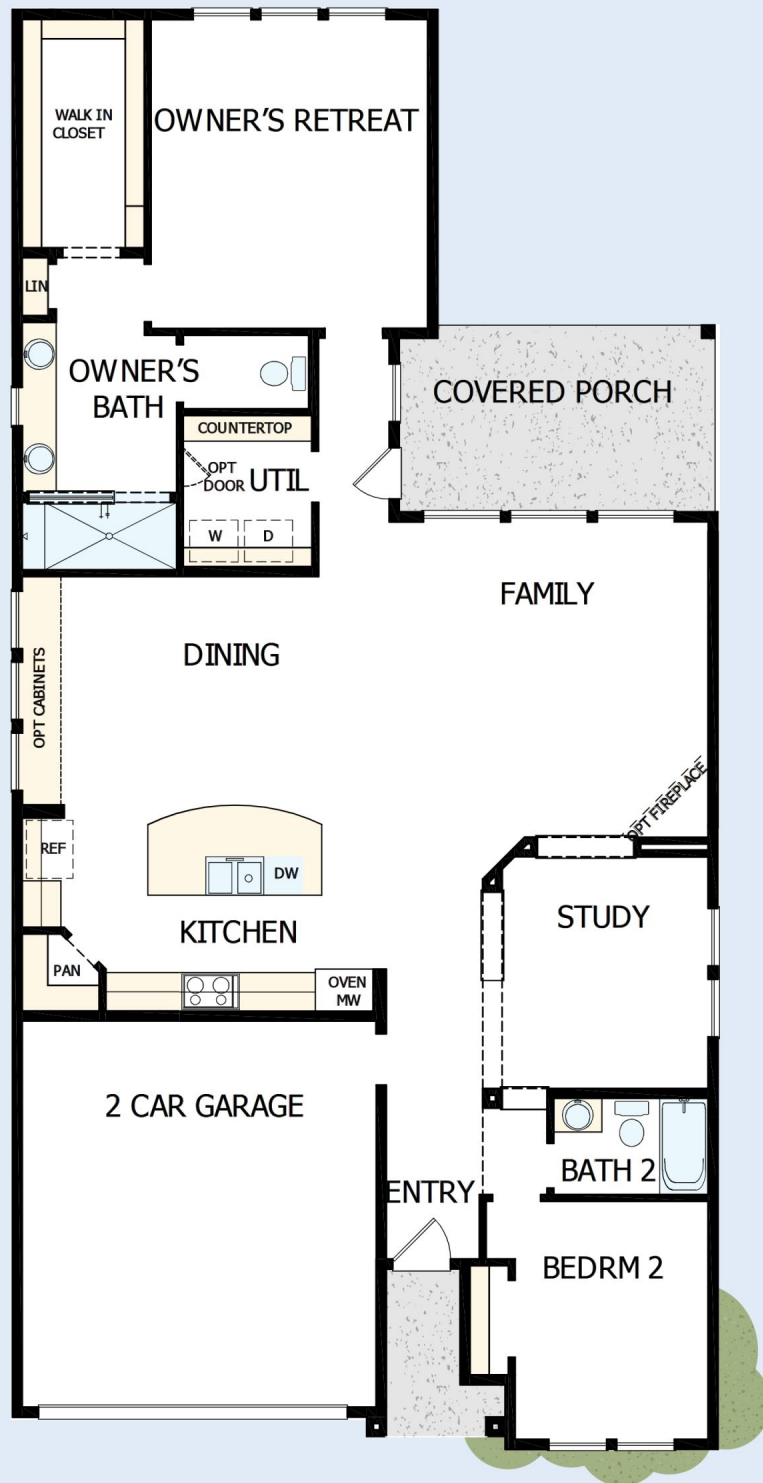 WALK IN
CLOSET
OWNER'S RETREAT
LIN
OWNER'S
BATH
COVERED PORCH
COUNTERTOP
OPT
DOOR
UTIL
W
D
FAMILY
DINING
OPT CABINETS
OPT FIREPLACE
REF
DW
STUDY
KITCHEN
PAN
OVEN
MW
2 CAR GARAGE
BATH 2
ENTRY
BEDRM 2